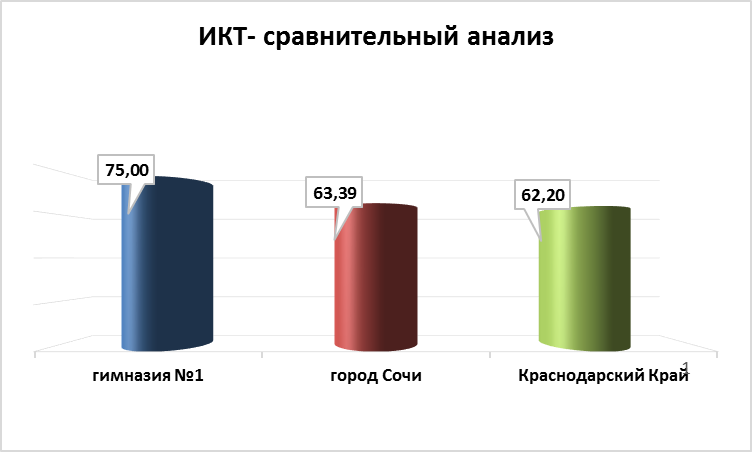 ИКТ- сравнительный анализ
75,00
63,39
62,20
гимназия №1
город Сочи
Краснодарский Край
1